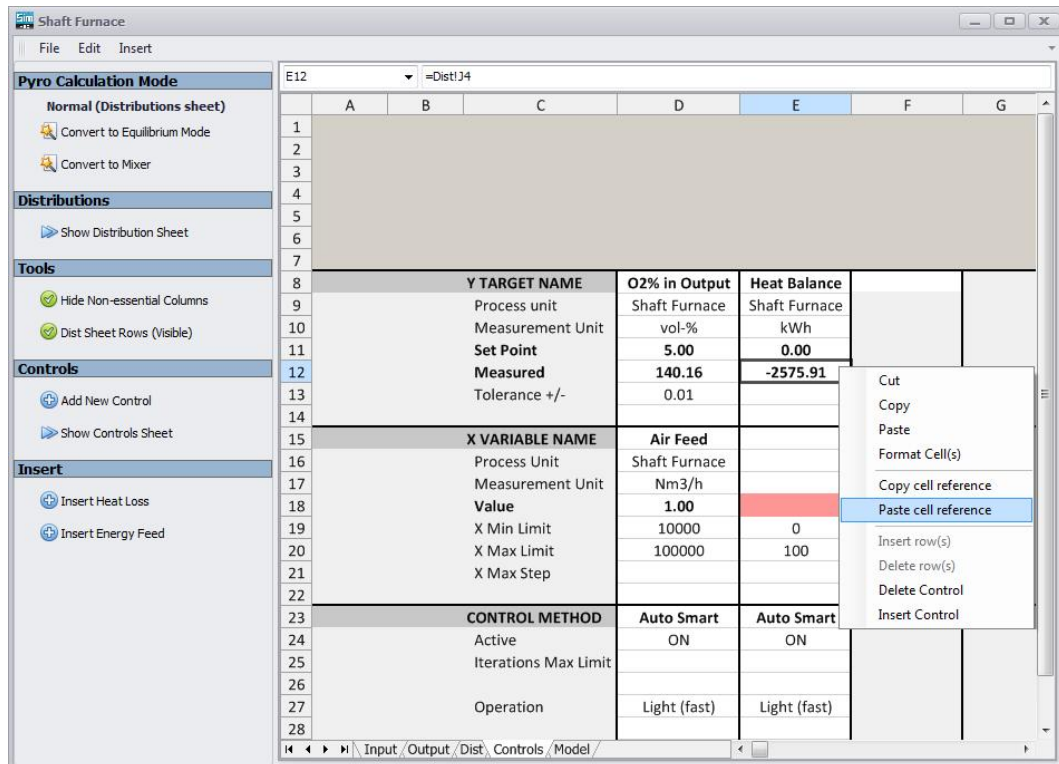 Sim
Shaft Furnace
File Edit Insert
Pyro Calculation Mode
Normal (Distributions sheet)
Convert to Equilibrium Mode
Convert to Mixer
Distributions
Show Distribution Sheet
Tools
Hide Non-essential Columns
Dist Sheet Rows (Visible)
Controls
Add New Control
Show Controls Sheet
Insert
Insert Heat Loss
Insert Energy Feed
E12 =Dist!J4
A B C D E F G
1
2
3
4
5
6
7
8 Y TARGET NAME O2% in Output Heat Balance
9 Process unit Shaft Furnace Shaft Furnace
10 Measurement Unit vol-% kWh
11 Set Point 5.00 0.00
12 Measured 140.16 -2575.91
13 Tolerance +/- 0.01
14
15 X VARIABLE NAME Air Feed
16 Process Unit Shaft Furnace
17 Measurement Unit Nm3/h
18 Value 1.00
19 X Min Limit 10000 0
20 X Max Limit 100000 100
21 X Max Step
22
23 CONTROL METHOD Auto Smart Auto Smart
24 Active ON ON
25 Iterations Max Limit
26
27 Operation Light (fast) Light (fast)
28
Cut
Copy
Paste
Format Cell(s)
Copy cell reference
Paste cell reference
Insert row(s)
Delete row(s)
Delete Control
Insert Control
Input Output Dist Controls Model